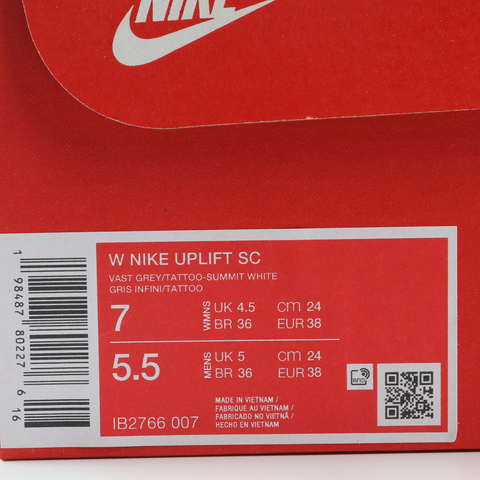 NIKE
W NIKE UPLIFT SC
VAST GREY/TATTOO-SUMMIT WHITE
GRIS INFINI/TATTOO
7 WMNS UK 4.5 cm 24
BR 36 EUR 38
5.5 MENS UK 5 cm 24
BR 36 EUR 38
IB2766 007
MADE IN VIETNAM /
FABRIQUE AU VIETNAM /
FABRICADO NO VIETNÃ /
HECHO EN VIETNAM
RFID
1 98487 80227 6 16